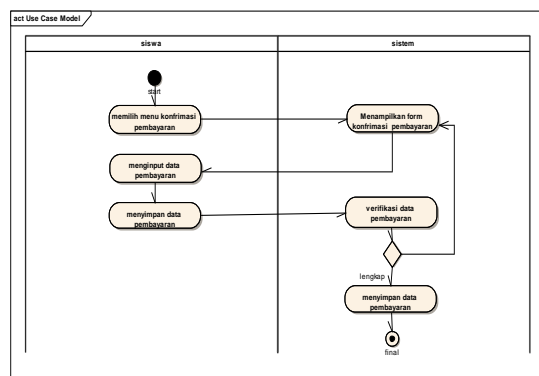 act Use Case Model
siswa
sistem
start
memilih menu konfrimasi
pembayaran
Menampilkan form
konfrimasi pembayaran
menginput data
pembayaran
menyimpan data
pembayaran
verifikasi data
pembayaran
lengkap
menyimpan data
pembayaran
final